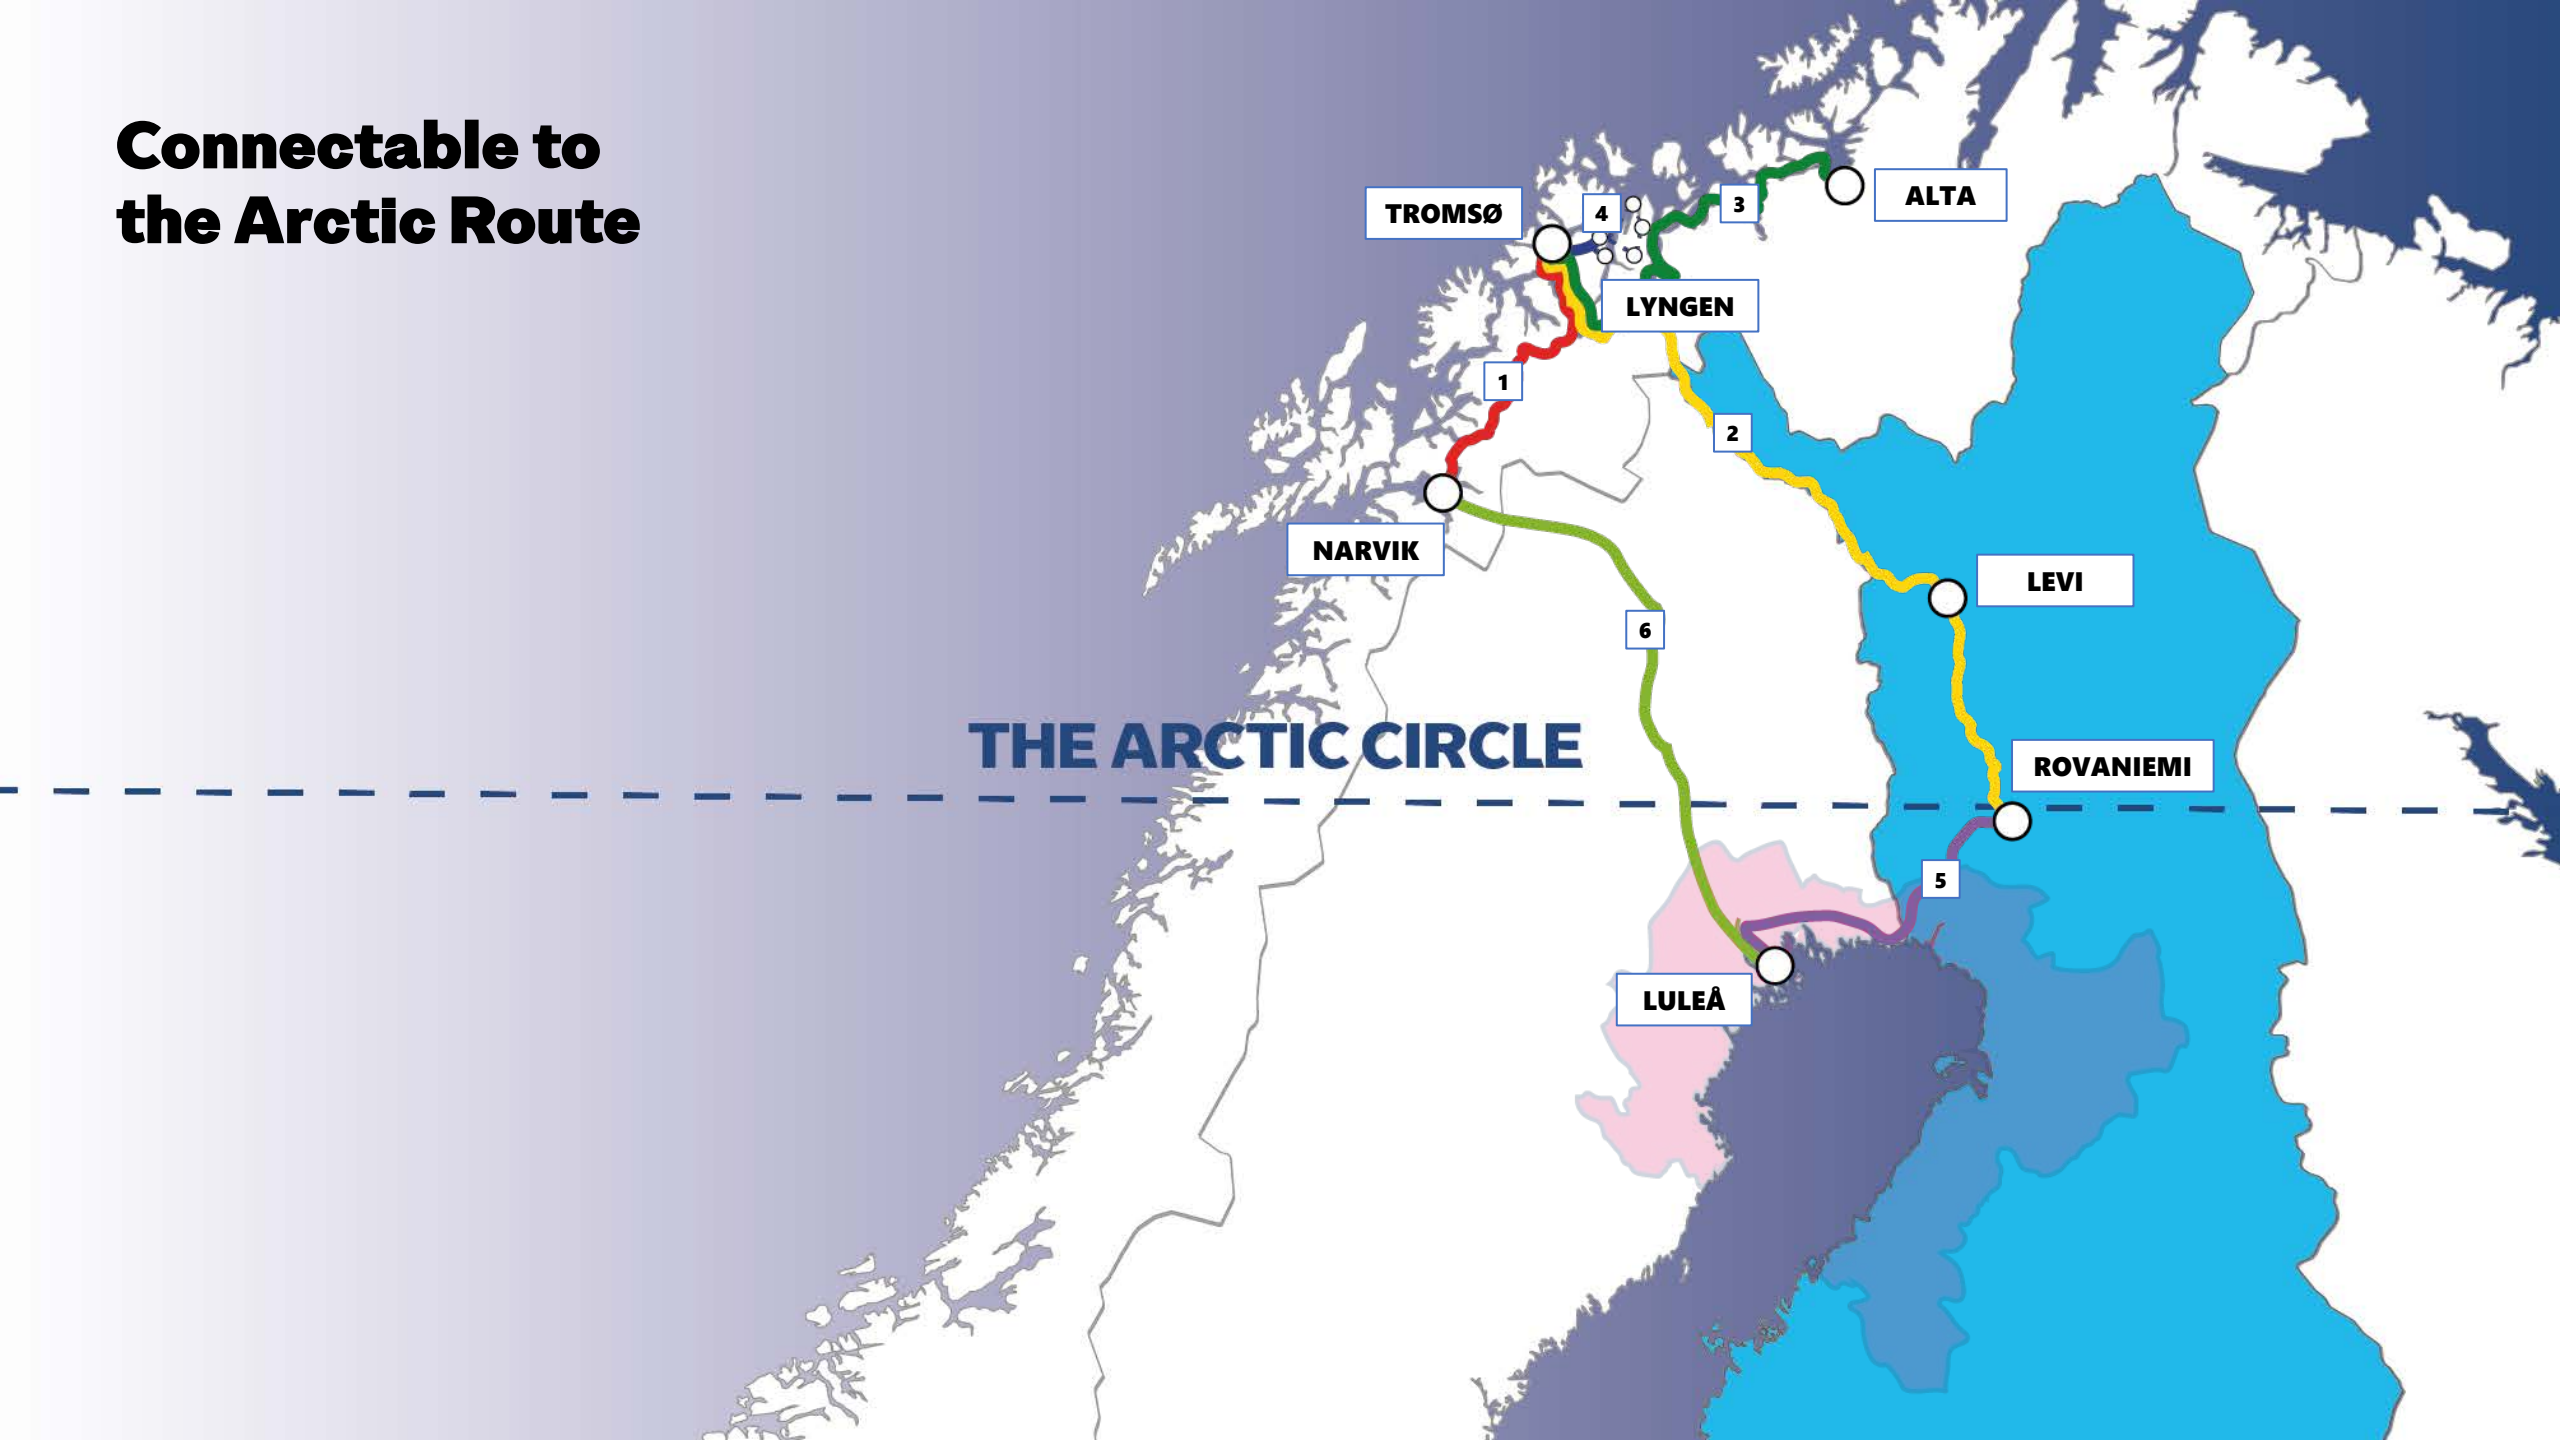 Connectable to
the Arctic Route
TROMSØ
4
3
ALTA
LYNGEN
1
2
NARVIK
LEVI
6
THE ARCTIC CIRCLE
ROVANIEMI
5
LULEÅ